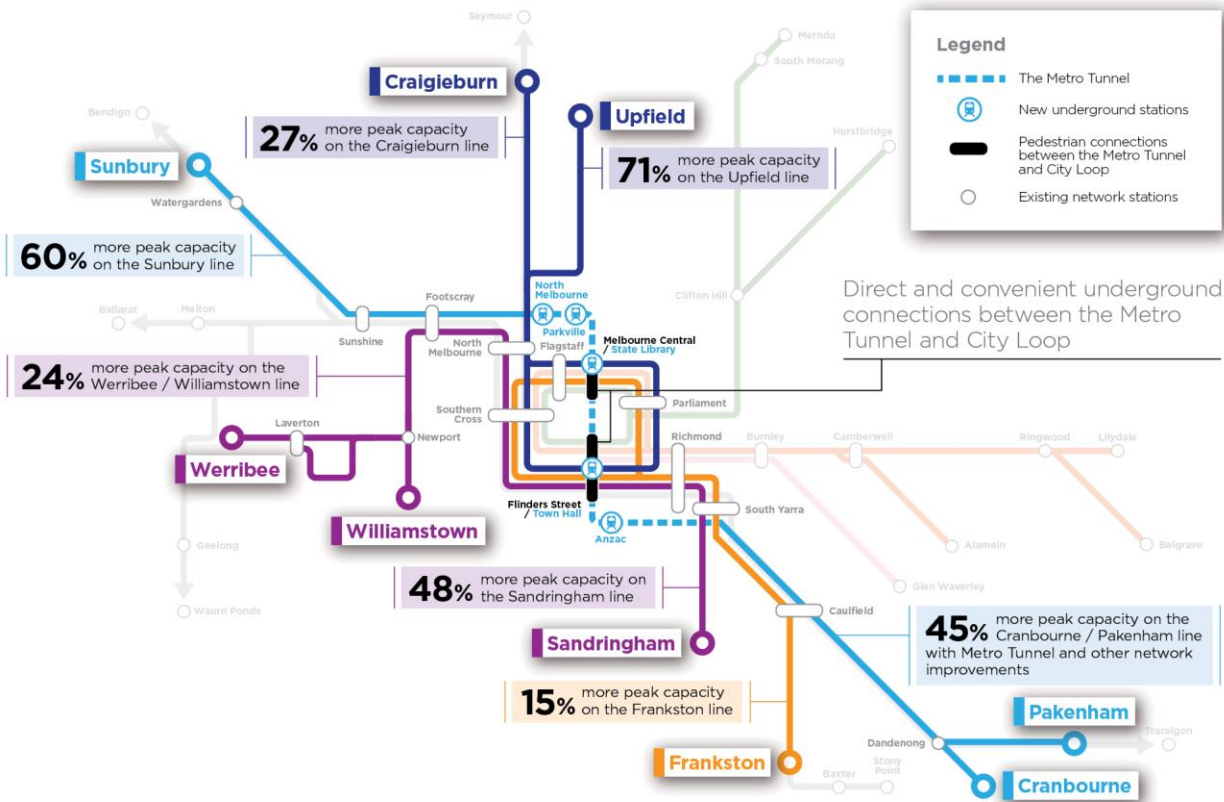 Seymour
Mernda
South Morang
Legend
The Metro Tunnel
New underground stations
Pedestrian connections
between the Metro Tunnel
and City Loop
Existing network stations
Craigieburn
Upfield
27% more peak capacity
on the Craigieburn line
71% more peak capacity
on the Upfield line
Bendigo
Hurstbridge
Sunbury
Watergardens
60% more peak capacity
on the Sunbury line
North
Melbourne
Parkville
Footscray
Clifton Hill
Ballarat
Melton
Sunshine
North
Melbourne
Flagstaff
Melbourne Central
/ State Library
Direct and convenient underground
connections between the Metro
Tunnel and City Loop
24% more peak capacity on the
Werribee / Williamstown line
Southern
Cross
Parliament
Laverton
Newport
Richmond
Burnley
Camberwell
Ringwood
Lilydale
Werribee
Williamstown
Flinders Street
/ Town Hall
Anzac
South Yarra
Geelong
Alamein
Belgrave
Glen Waverley
Waurn Ponds
48% more peak capacity on
the Sandringham line
Caulfield
45% more peak capacity on the
Cranbourne / Pakenham line
with Metro Tunnel and other network
improvements
Sandringham
15% more peak capacity
on the Frankston line
Pakenham
Dandenong
Traralgon
Frankston
Baxter
Stony
Point
Cranbourne